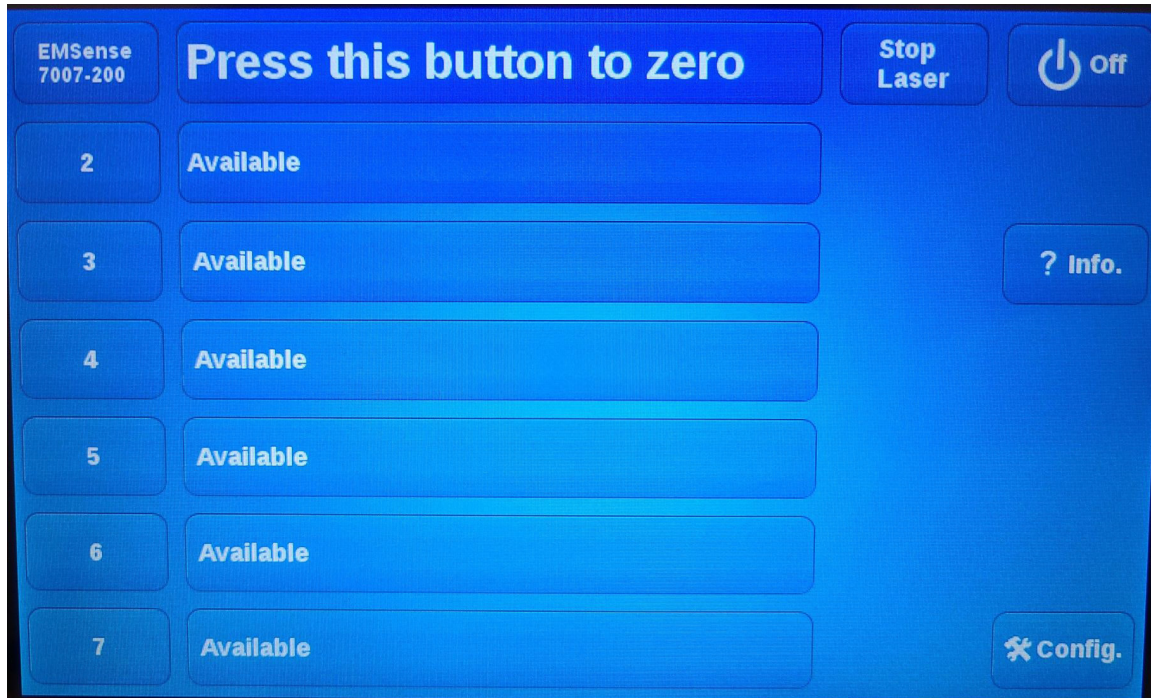 EMSense
7007-200
Press this button to zero
Stop
Laser
Off
2
Available
3
Available
? Info.
4
Available
5
Available
6
Available
7
Available
Config.